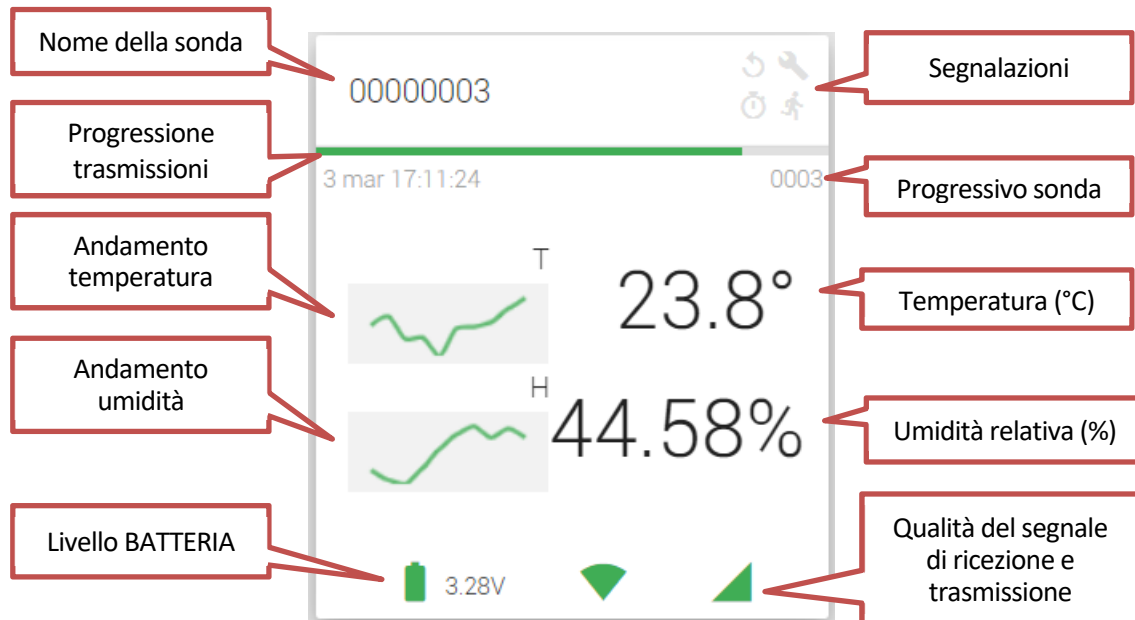 Nome della sonda
00000003
Segnalazioni
Progressione
trasmissioni
3 mar 17:11:24
0003
Progressivo sonda
Andamento
temperatura
T
23.8°
Temperatura (°C)
Andamento
umidità
H
44.58%
Umidità relativa (%)
Livello BATTERIA
3.28V
Qualità del segnale
di ricezione e
trasmissione